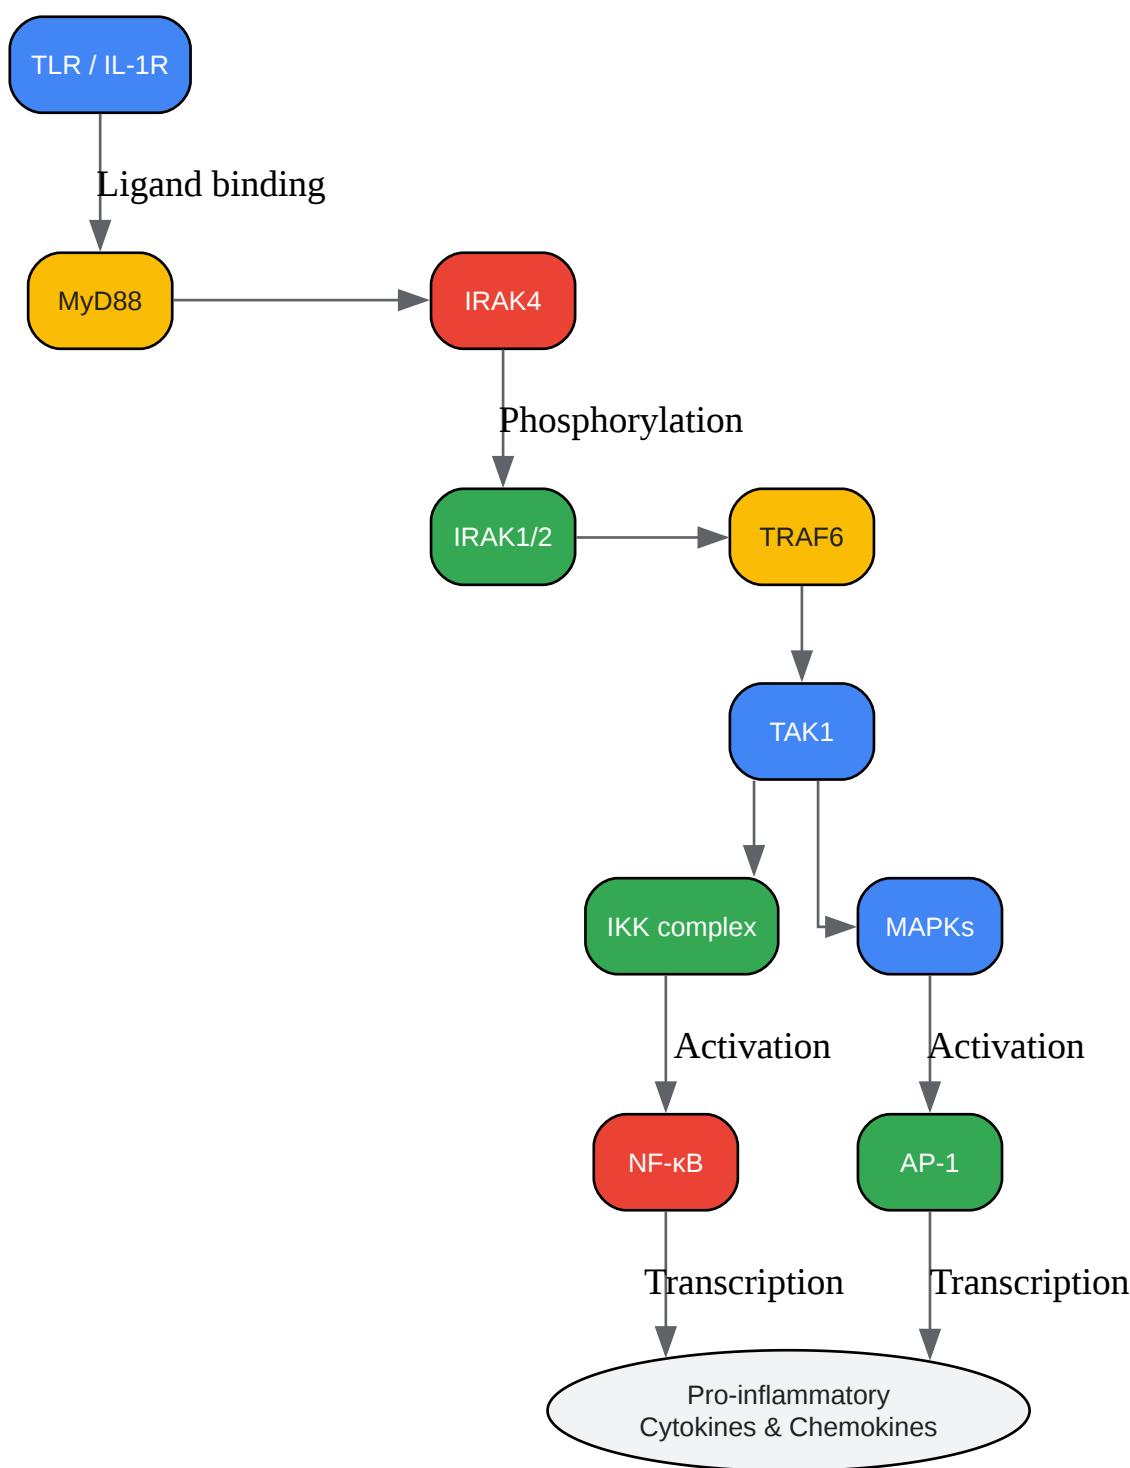 TLR / IL-1R
Ligand binding
MyD88
IRAK4
Phosphorylation
IRAK1/2
TRAF6
TAK1
IKK complex
MAPKs
Activation
Activation
NF-κB
AP-1
Transcription
Transcription
Pro-inflammatory
Cytokines & Chemokines